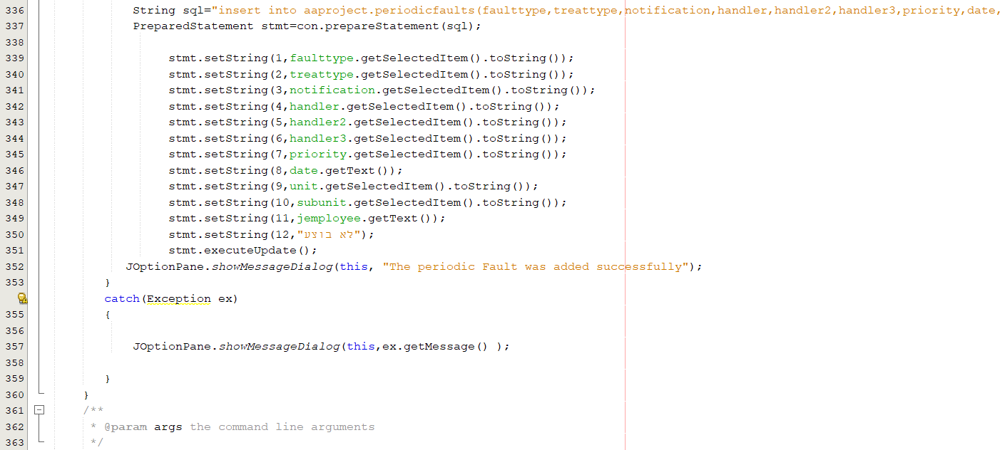 336 String sql="insert into aaproject.periodicfaults(faulttype,treattype,notification,handler,handler2,handler3,priority,date,
337 PreparedStatement stmt=con.prepareStatement(sql);
338
339 stmt.setString(1,faulttype.getSelectedItem().toString());
340 stmt.setString(2,treattype.getSelectedItem().toString());
341 stmt.setString(3,notification.getSelectedItem().toString());
342 stmt.setString(4,handler.getSelectedItem().toString());
343 stmt.setString(5,handler2.getSelectedItem().toString());
344 stmt.setString(6,handler3.getSelectedItem().toString());
345 stmt.setString(7,priority.getSelectedItem().toString());
346 stmt.setString(8,date.getText());
347 stmt.setString(9,unit.getSelectedItem().toString());
348 stmt.setString(10,subunit.getSelectedItem().toString());
349 stmt.setString(11,jemployee.getText());
350 stmt.setString(12,"לא בוצע");
351 stmt.executeUpdate();
352 JOptionPane.showMessageDialog(this, "The periodic Fault was added successfully");
353 }
catch(Exception ex)
355 {
356
357 JOptionPane.showMessageDialog(this,ex.getMessage() );
358
359 }
360 }
361 /**
362 * @param args the command line arguments
363 */